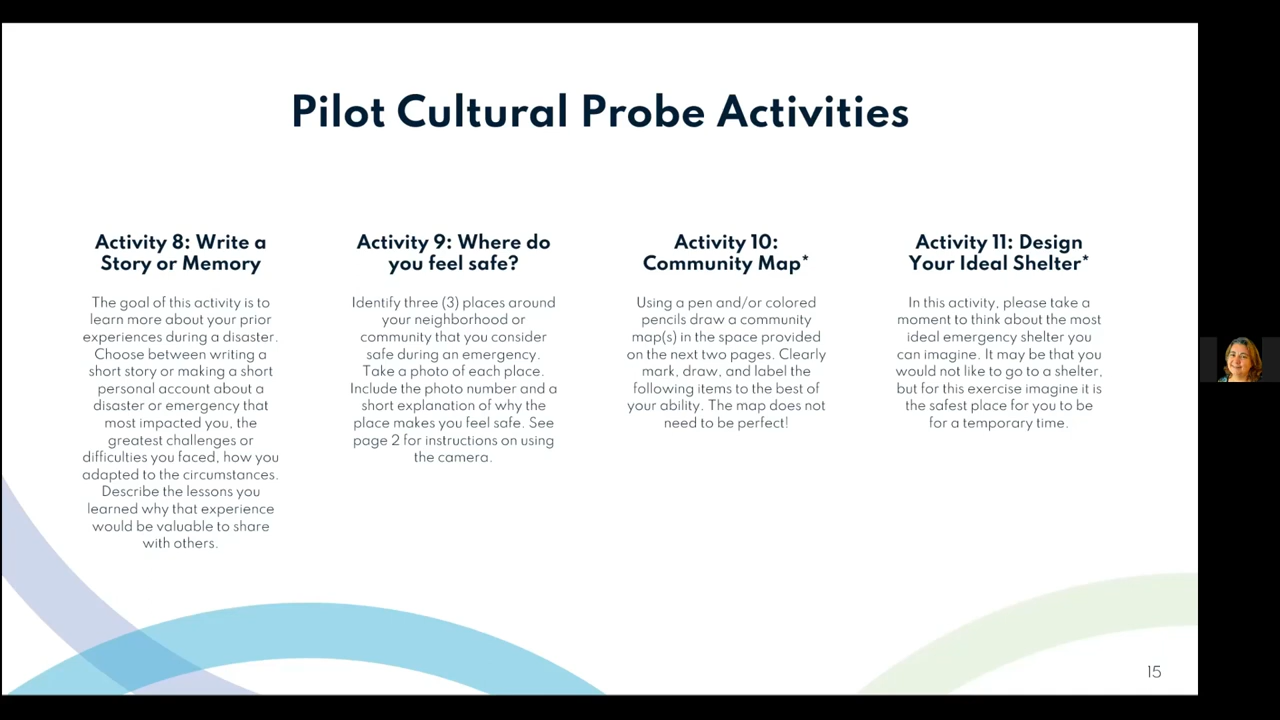 Pilot Cultural Probe Activities
Activity 8: Write a
Story or Memory
The goal of this activity is to
learn more about your prior
experiences during a disaster.
Choose between writing a
short story or making a short
personal account about a
disaster or emergency that
most impacted you, the
greatest challenges or
difficulties you faced, how you
adapted to the circumstances.
Describe the lessons you
learned why that experience
would be valuable to share
with others.
Activity 9: Where do
you feel safe?
Identify three (3) places around
your neighborhood or
community that you consider
safe during an emergency.
Take a photo of each place.
Include the photo number and a
short explanation of why the
place makes you feel safe. See
page 2 for instructions on using
the camera.
Activity 10:
Community Map*
Using a pen and/or colored
pencils draw a community
map(s) in the space provided
on the next two pages. Clearly
mark, draw, and label the
following items to the best of
your ability. The map does not
need to be perfect!
Activity 11: Design
Your Ideal Shelter*
In this activity, please take a
moment to think about the most
ideal emergency shelter you
can imagine. It may be that you
would not like to go to a shelter,
but for this exercise imagine it is
the safest place for you to be
for a temporary time.
15